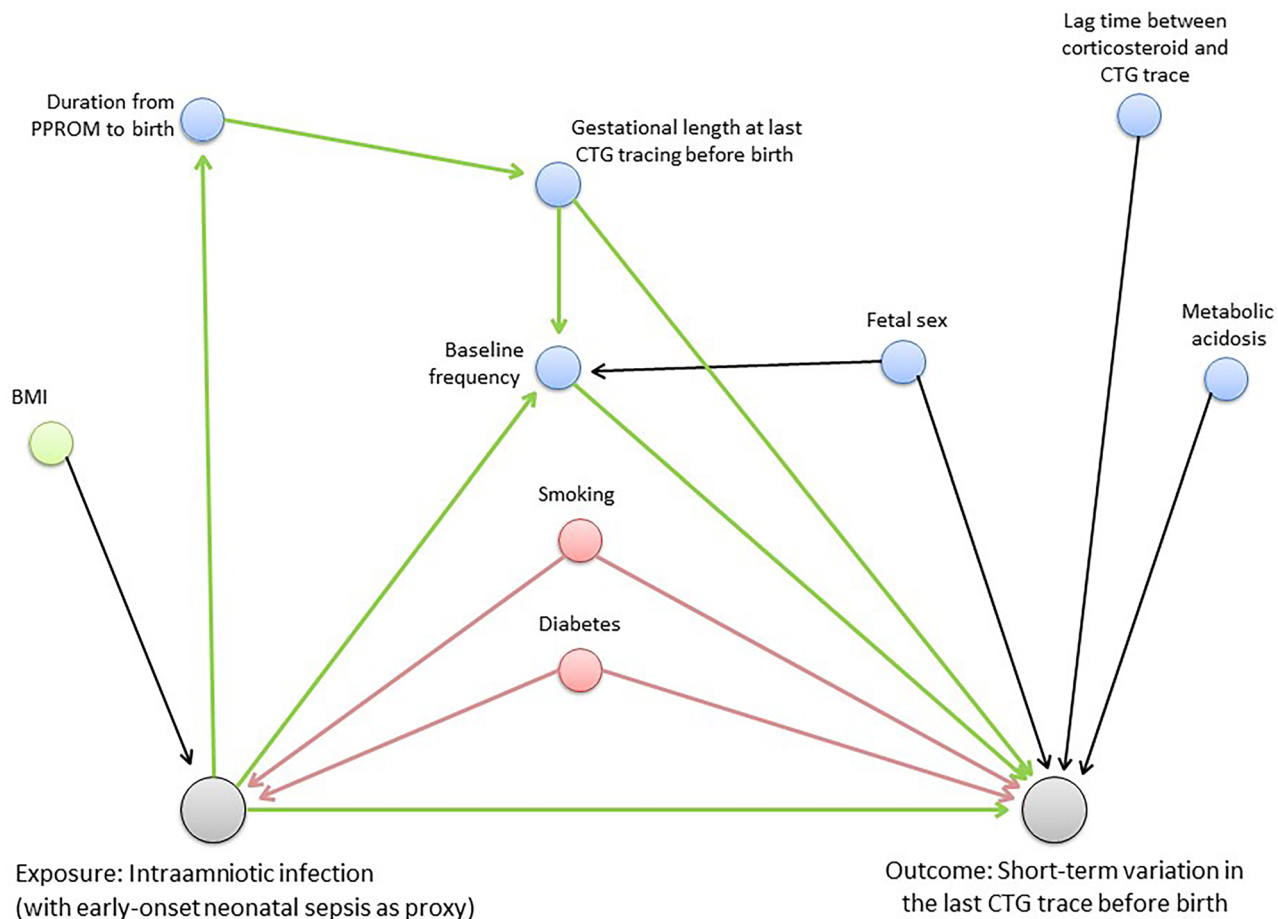 Lag time between
corticosteroid and
CTG trace
Duration from
PPROM to birth
Gestational length at last
CTG tracing before birth
Fetal sex
Metabolic
acidosis
Baseline
frequency
BMI
Smoking
Diabetes
Exposure: Intraamniotic infection
(with early-onset neonatal sepsis as proxy)
Outcome: Short-term variation in
the last CTG trace before birth